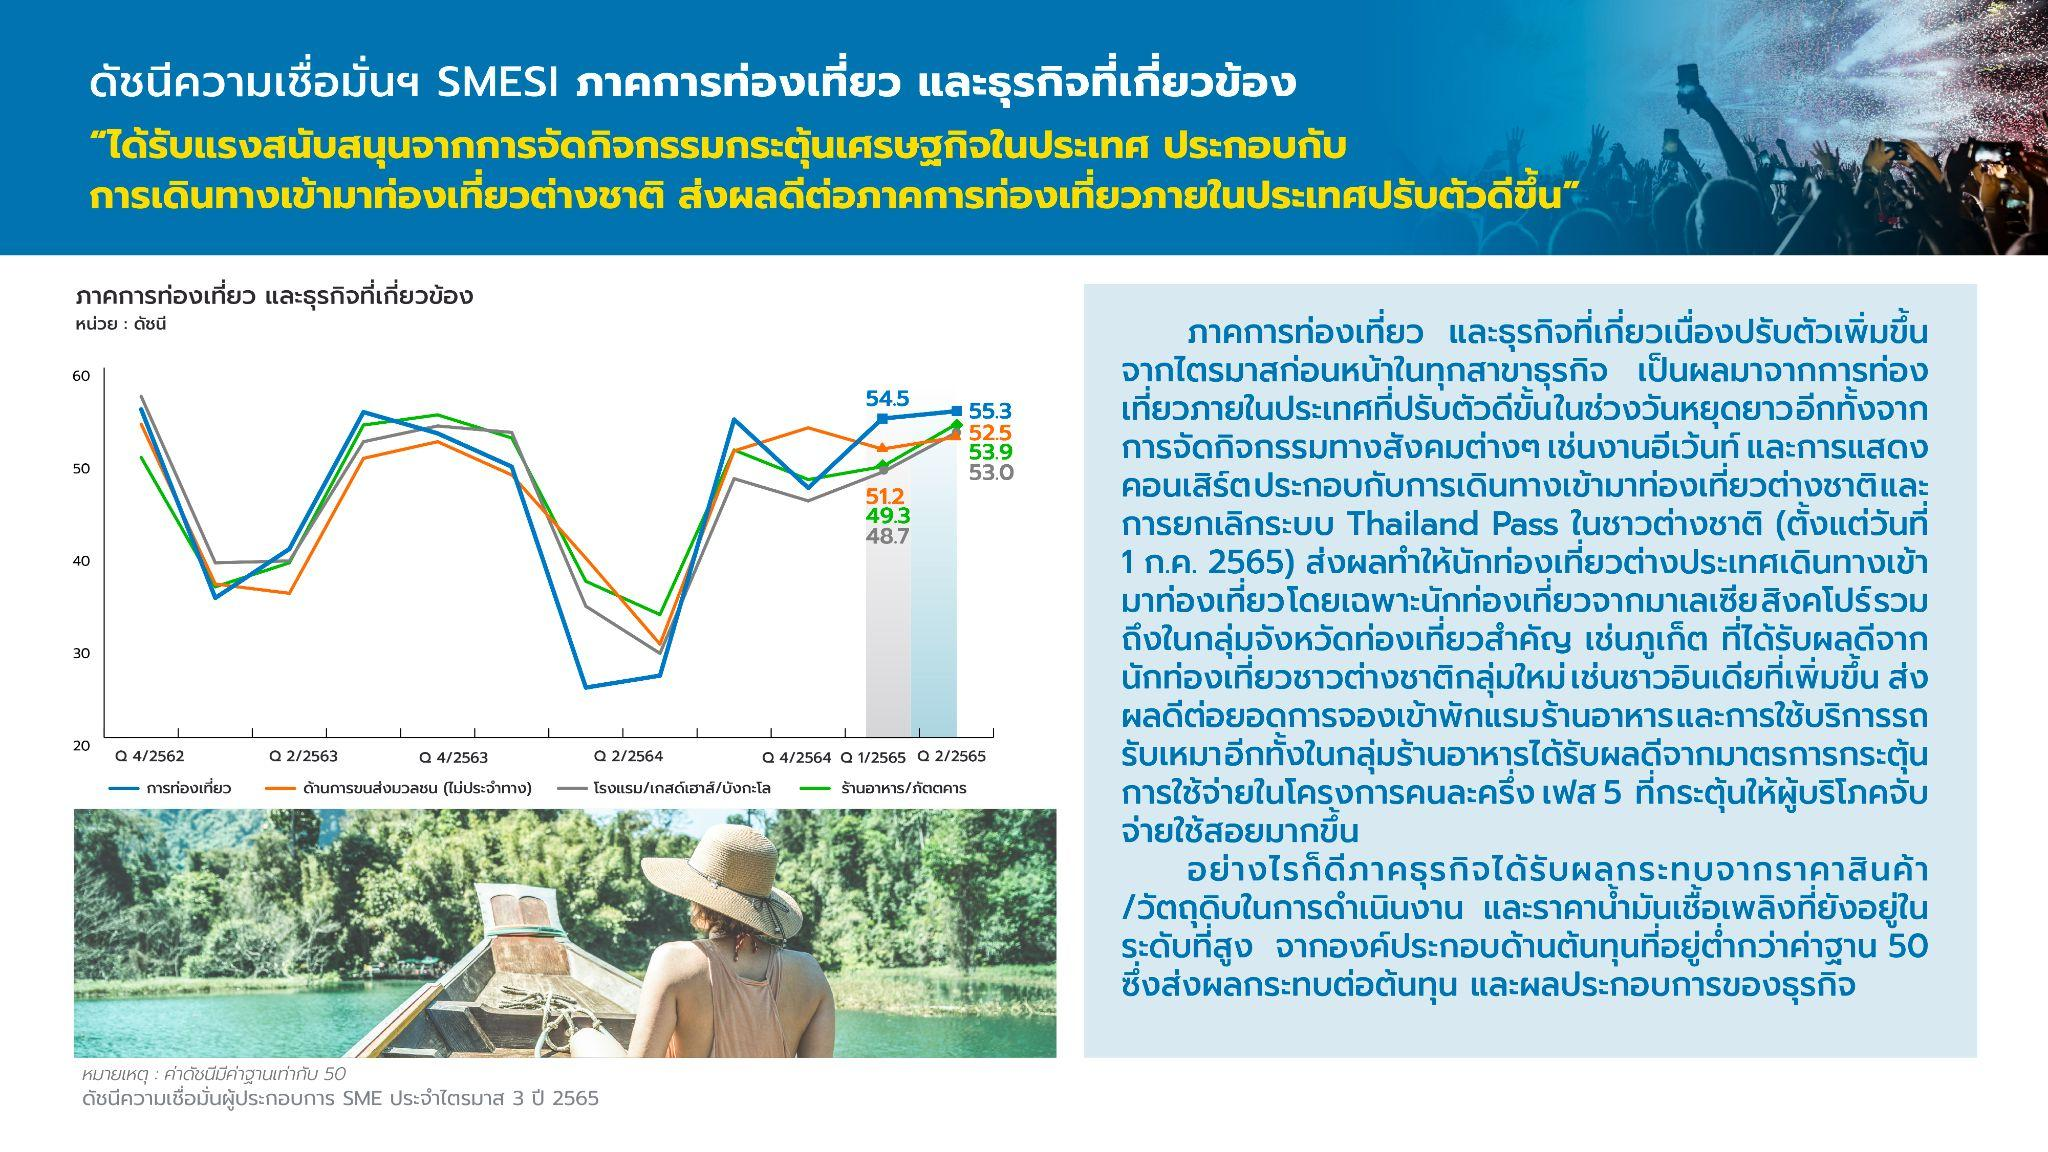 ดัชนีความเชื่อมั่นฯ SMESI ภาคการท่องเที่ยว และธุรกิจที่เกี่ยวข้อง
“ได้รับแรงสนับสนุนจากการจัดกิจกรรมกระตุ้นเศรษฐกิจในประเทศ ประกอบกับ
การเดินทางเข้ามาท่องเที่ยวต่างชาติ ส่งผลดีต่อภาคการท่องเที่ยวภายในประเทศปรับตัวดีขึ้น”
ภาคการท่องเที่ยว และธุรกิจที่เกี่ยวข้อง
หน่วย : ดัชนี
60
50
40
30
20
54.5
51.2
49.3
48.7
55.3
52.5
53.9
53.0
Q 4/2562 Q 2/2563 Q 4/2563 Q 2/2564 Q 4/2564 Q 1/2565 Q 2/2565
การท่องเที่ยว ด้านการขนส่งมวลชน (ไม่ประจำทาง) โรงแรม/เกสต์เฮาส์/บังกะโล ร้านอาหาร/ภัตตคาร
หมายเหตุ : ค่าดัชนีมีค่าฐานเท่ากับ 50
ดัชนีความเชื่อมั่นผู้ประกอบการ SME ประจำไตรมาส 3 ปี 2565
ภาคการท่องเที่ยว และธุรกิจที่เกี่ยวเนื่องปรับตัวเพิ่มขึ้น
จากไตรมาสก่อนหน้าในทุกสาขาธุรกิจ เป็นผลมาจากการท่อง
เที่ยวภายในประเทศที่ปรับตัวดีขั้นในช่วงวันหยุดยาวอีกทั้งจาก
การจัดกิจกรรมทางสังคมต่างๆ เช่นงานอีเว้นท์ และการแสดง
คอนเสิร์ตประกอบกับการเดินทางเข้ามาท่องเที่ยวต่างชาติและ
การยกเลิกระบบ Thailand Pass ในชาวต่างชาติ (ตั้งแต่วันที่
1 ก.ค. 2565) ส่งผลทำให้นักท่องเที่ยวต่างประเทศเดินทางเข้า
มาท่องเที่ยวโดยเฉพาะนักท่องเที่ยวจากมาเลเซียสิงคโปร์รวม
ถึงในกลุ่มจังหวัดท่องเที่ยวสำคัญ เช่นภูเก็ต ที่ได้รับผลดีจาก
นักท่องเที่ยวชาวต่างชาติกลุ่มใหม่เช่นชาวอินเดียที่เพิ่มขึ้น ส่ง
ผลดีต่อยอดการจองเข้าพักแรมร้านอาหารและการใช้บริการรถ
รับเหมาอีกทั้งในกลุ่มร้านอาหารได้รับผลดีจากมาตรการกระตุ้น
การใช้จ่ายในโครงการคนละครึ่ง เฟส 5 ที่กระตุ้นให้ผู้บริโภคจับ
จ่ายใช้สอยมากขึ้น
อย่างไรก็ดีภาคธุรกิจได้รับผลกระทบจากราคาสินค้า
/วัตถุดิบในการดำเนินงาน และราคาน้ำมันเชื้อเพลิงที่ยังอยู่ใน
ระดับที่สูง จากองค์ประกอบด้านต้นทุนที่อยู่ต่ำกว่าค่าฐาน 50
ซึ่งส่งผลกระทบต่อต้นทุน และผลประกอบการของธุรกิจ